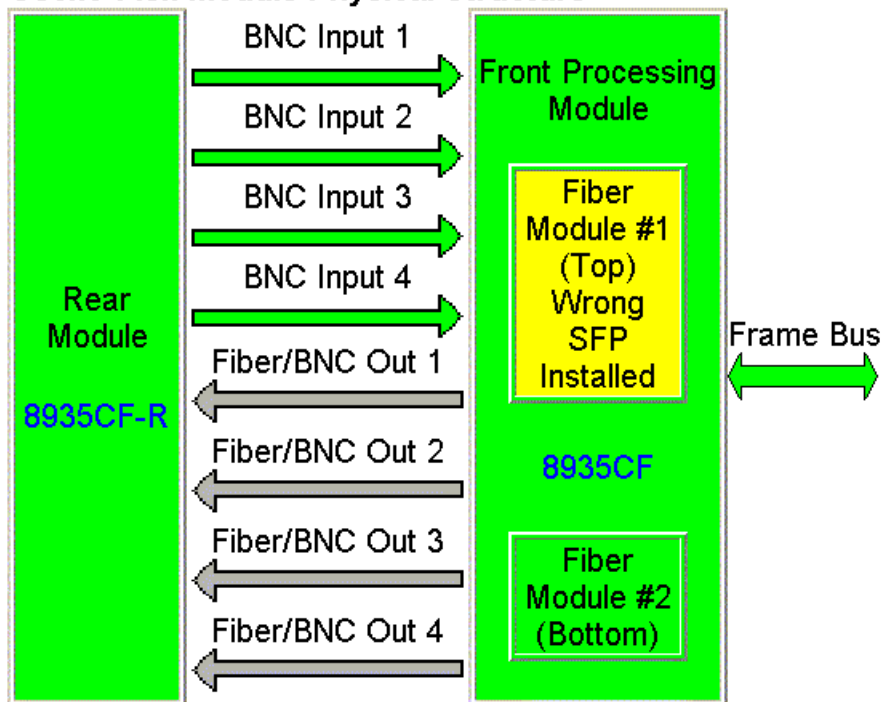 BNC Input 1
BNC Input 2
BNC Input 3
BNC Input 4
Rear
Module
8935CF-R
Fiber/BNC Out 1
Fiber/BNC Out 2
Fiber/BNC Out 3
Fiber/BNC Out 4
Front Processing
Module
Fiber
Module #1
(Top)
Wrong
SFP
Installed
8935CF
Fiber
Module #2
(Bottom)
Frame Bus